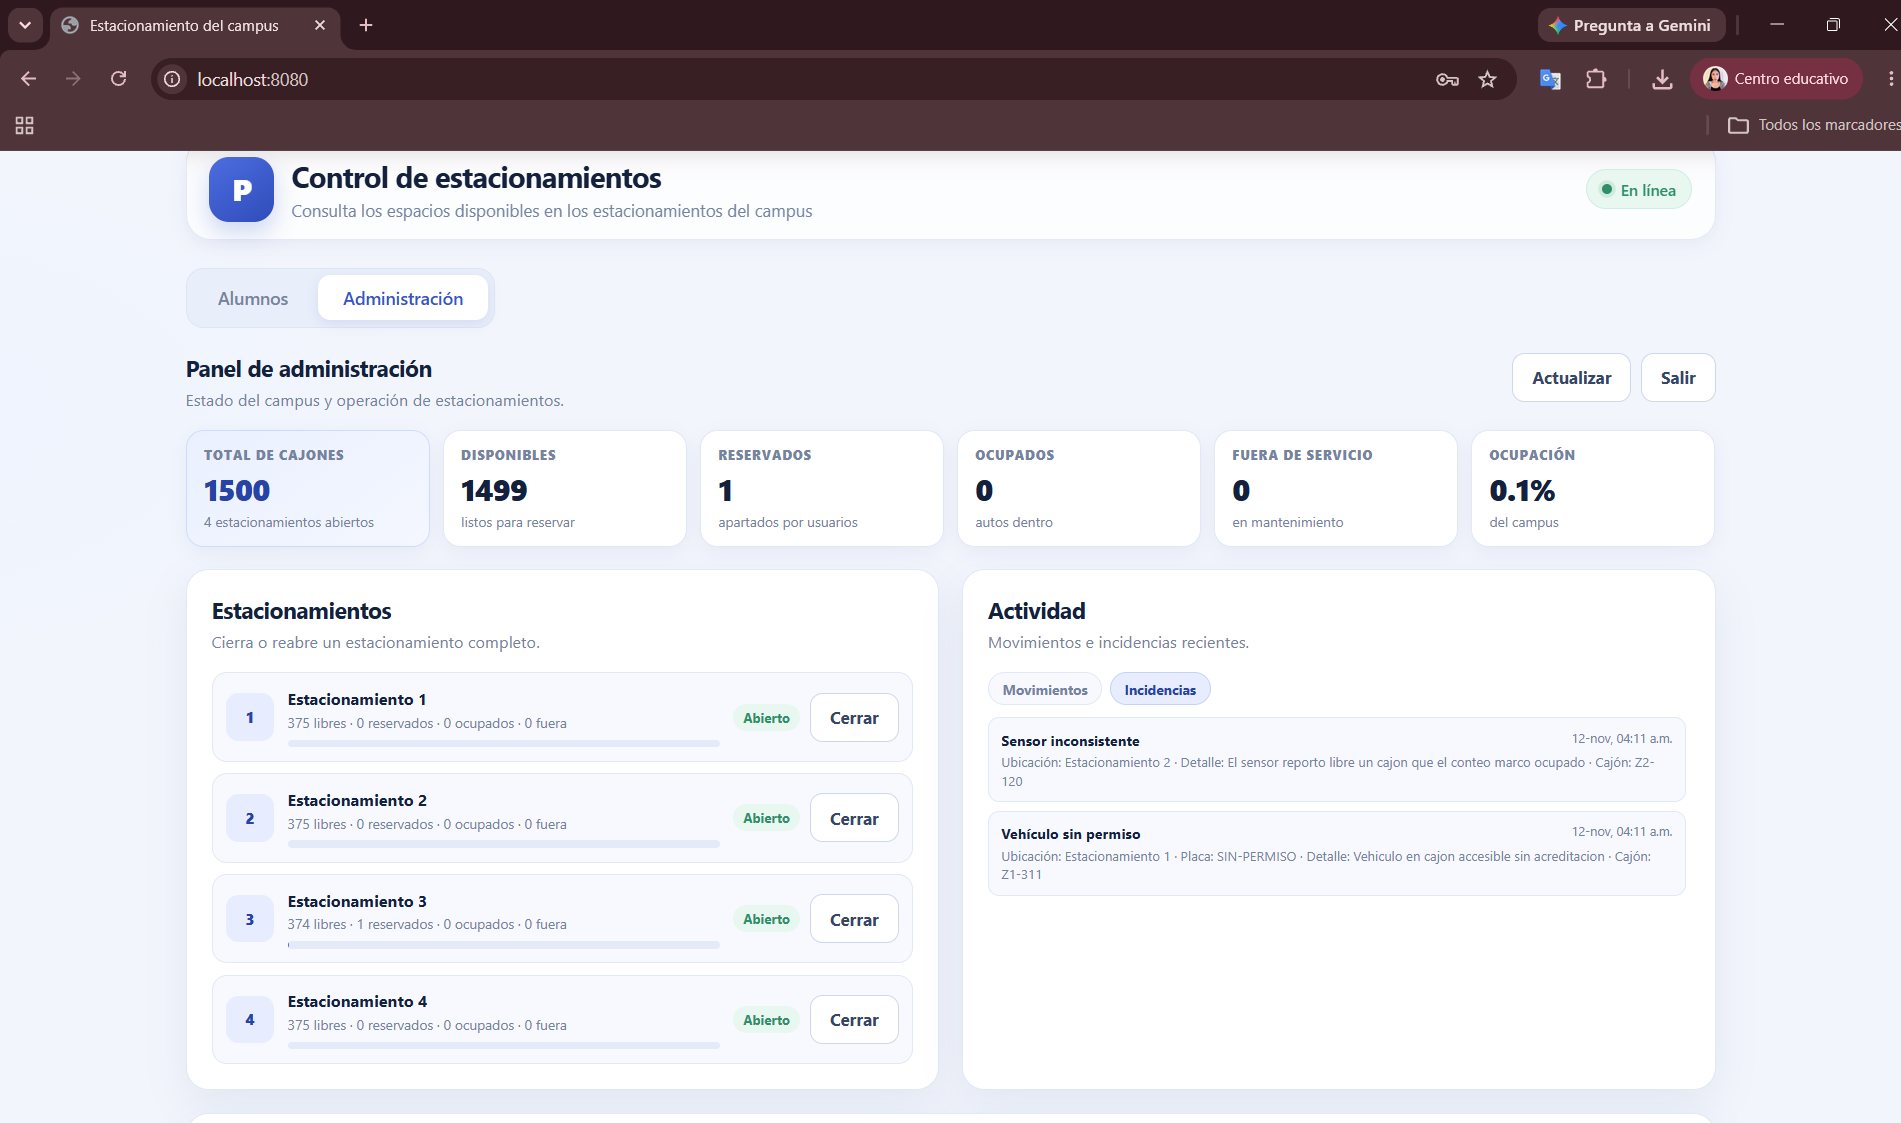 Estacionamiento del campus
Pregunta a Gemini
localhost:8080
Centro educativo
Todos los marcadores
P
Control de estacionamientos
Consulta los espacios disponibles en los estacionamientos del campus
En línea
Alumnos
Administración
Panel de administración
Estado del campus y operación de estacionamientos.
Actualizar
Salir
TOTAL DE CAJONES
1500
4 estacionamientos abiertos
DISPONIBLES
1499
listos para reservar
RESERVADOS
1
apartados por usuarios
OCUPADOS
0
autos dentro
FUERA DE SERVICIO
0
en mantenimiento
OCUPACIÓN
0.1%
del campus
Estacionamientos
Cierra o reabre un estacionamiento completo.
1
Estacionamiento 1
375 libres · 0 reservados · 0 ocupados · 0 fuera
Abierto
Cerrar
2
Estacionamiento 2
375 libres · 0 reservados · 0 ocupados · 0 fuera
Abierto
Cerrar
3
Estacionamiento 3
374 libres · 1 reservados · 0 ocupados · 0 fuera
Abierto
Cerrar
4
Estacionamiento 4
375 libres · 0 reservados · 0 ocupados · 0 fuera
Abierto
Cerrar
Actividad
Movimientos e incidencias recientes.
Movimientos
Incidencias
Sensor inconsistente
12-nov, 04:11 a.m.
Ubicación: Estacionamiento 2 · Detalle: El sensor reporto libre un cajon que el conteo marco ocupado · Cajón: Z2-
120
Vehículo sin permiso
12-nov, 04:11 a.m.
Ubicación: Estacionamiento 1 · Placa: SIN-PERMISO · Detalle: Vehiculo en cajon accesible sin acreditacion · Cajón:
Z1-311